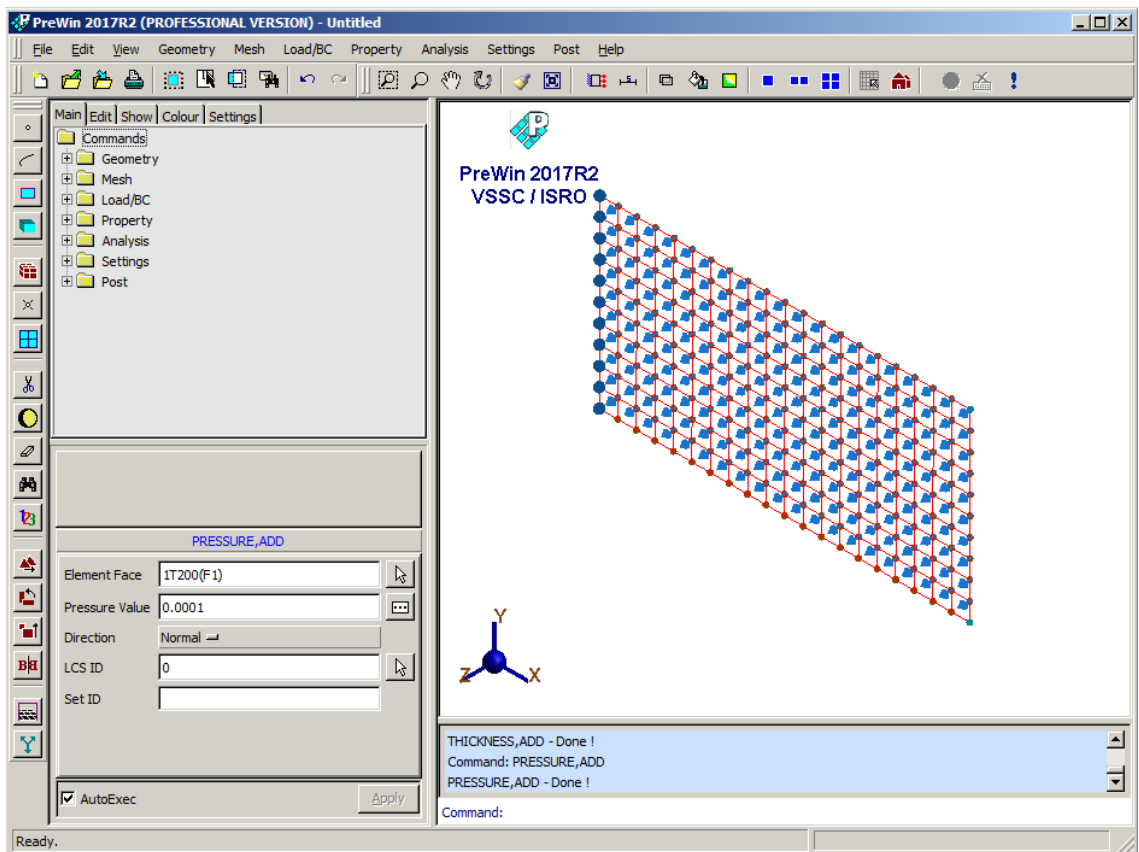 PreWin 2017R2 (PROFESSIONAL VERSION) - Untitled
File Edit View Geometry Mesh Load/BC Property Analysis Settings Post Help
Main Edit Show Colour Settings
Commands
Geometry
Mesh
Load/BC
Property
Analysis
Settings
Post
123
B B
PRESSURE,ADD
Element Face 1T200(F1)
Pressure Value 0.0001
Direction Normal
LCS ID 0
Set ID
AutoExec Apply
Ready.
P
PreWin 2017R2
VSSC / ISRO
Y
Z X
THICKNESS,ADD - Done !
Command: PRESSURE,ADD
PRESSURE,ADD - Done !
Command: